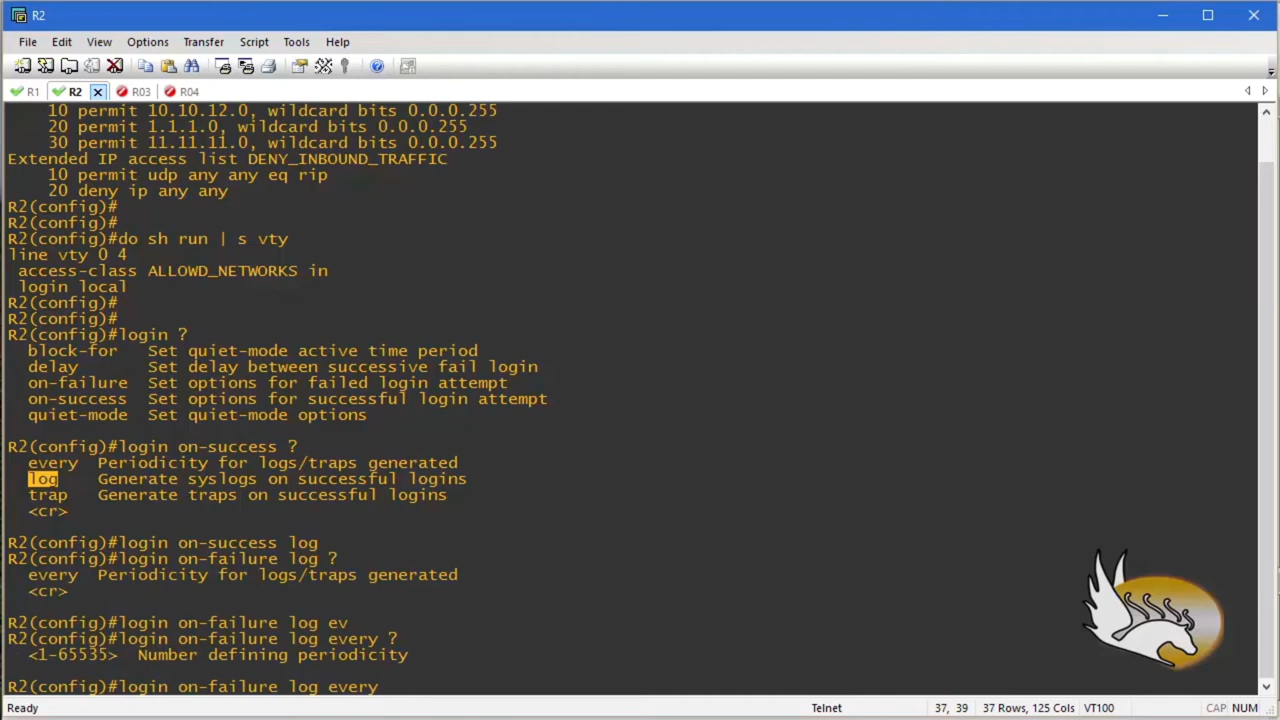 R2
File Edit View Options Transfer Script Tools Help
R1 R2 R03 R04
10 permit 10.10.12.0, wildcard bits 0.0.0.255
20 permit 1.1.1.0, wildcard bits 0.0.0.255
30 permit 11.11.11.0, wildcard bits 0.0.0.255
Extended IP access list DENY_INBOUND_TRAFFIC
10 permit udp any any eq rip
20 deny ip any any
R2(config)#
R2(config)#
R2(config)#do sh run | s vty
line vty 0 4
access-class ALLOWD_NETWORKS in
login local
R2(config)#
R2(config)#
R2(config)#login ?
block-for Set quiet-mode active time period
delay Set delay between successive fail login
on-failure Set options for failed login attempt
on-success Set options for successful login attempt
quiet-mode Set quiet-mode options
R2(config)#login on-success ?
every Periodicity for logs/traps generated
log Generate syslogs on successful logins
trap Generate traps on successful logins
<cr>
R2(config)#login on-success log
R2(config)#login on-failure log ?
every Periodicity for logs/traps generated
<cr>
R2(config)#login on-failure log ev
R2(config)#login on-failure log every ?
<1-65535> Number defining periodicity
R2(config)#login on-failure log every
Ready Telnet 37, 39 37 Rows, 125 Cols VT100 CAP NUM